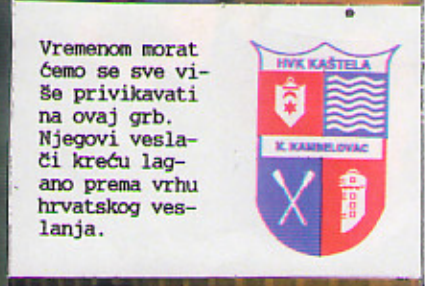 Vremenom morat
ćemo se sve vi-
še privikavati
na ovaj grb.
Njegovi vesla-
či kreću lag-
ano prema vrhu
hrvatskog ves-
lanja.
HVK KAŠTELA
K. KAMBELOVAC